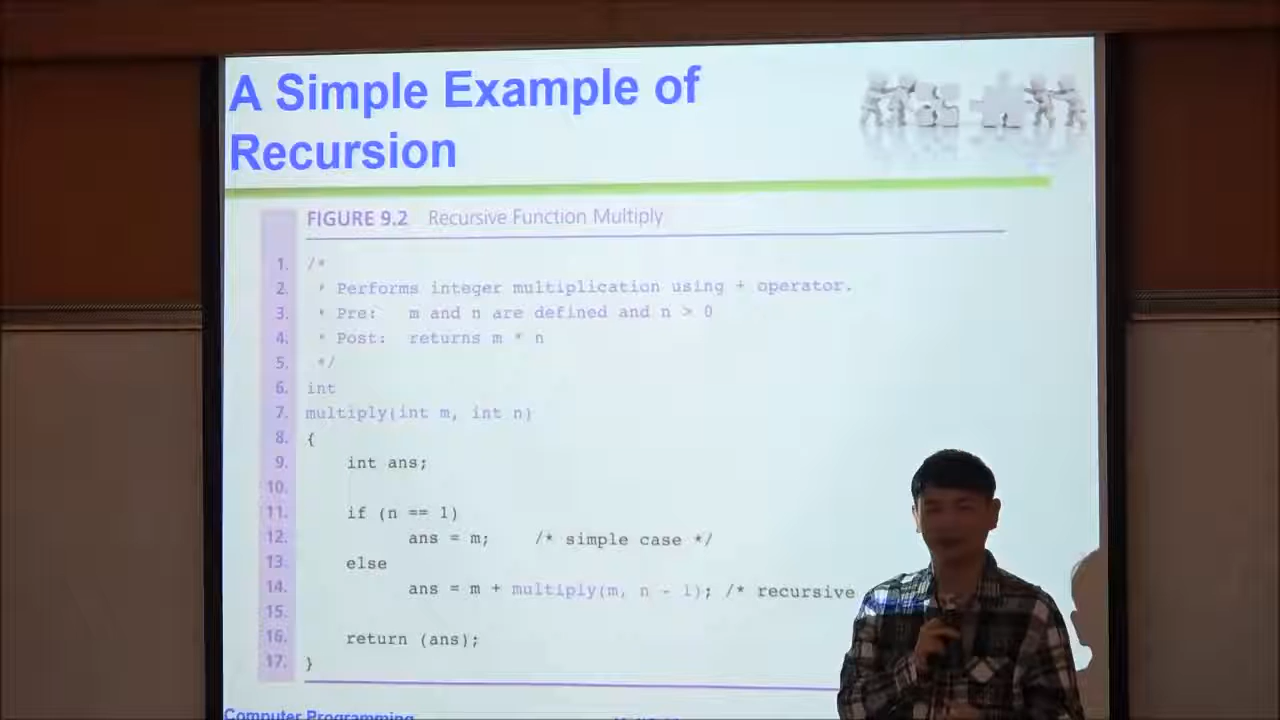 A Simple Example of
Recursion
FIGURE 9.2 Recursive Function Multiply
1. /*
2. * Performs integer multiplication using + operator.
3. * Pre: m and n are defined and n > 0
4. * Post: returns m * n
5. */
6. int
7. multiply(int m, int n)
8. {
9. int ans;
10.
11. if (n == 1)
12. ans = m; /* simple case */
13. else
14. ans = m + multiply(m, n - 1); /* recursive
15.
16. return (ans);
17. }
Computer Programming